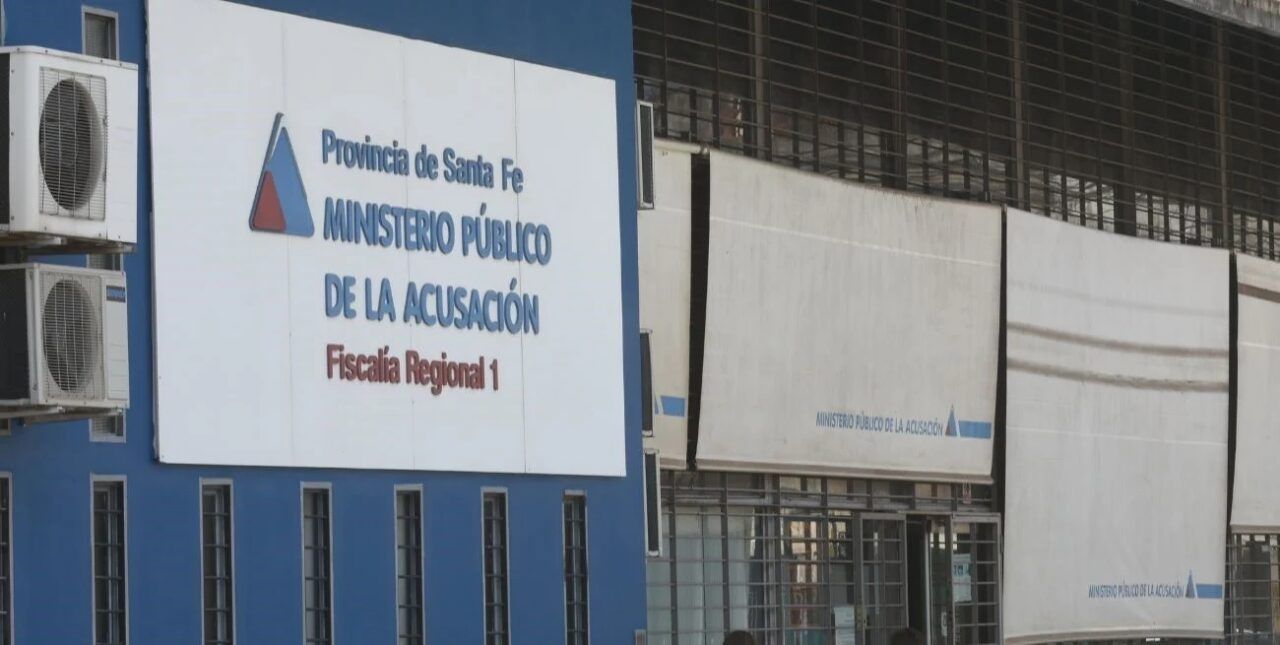 Provincia de Santa Fe
MINISTERIO PÚBLICO
DE LA ACUSACIÓN
Fiscalía Regional 1
MINISTERIO PÚBLICO DE LA ACUSACIÓN
MINISTERIO PÚBLICO DE LA ACUSACIÓN